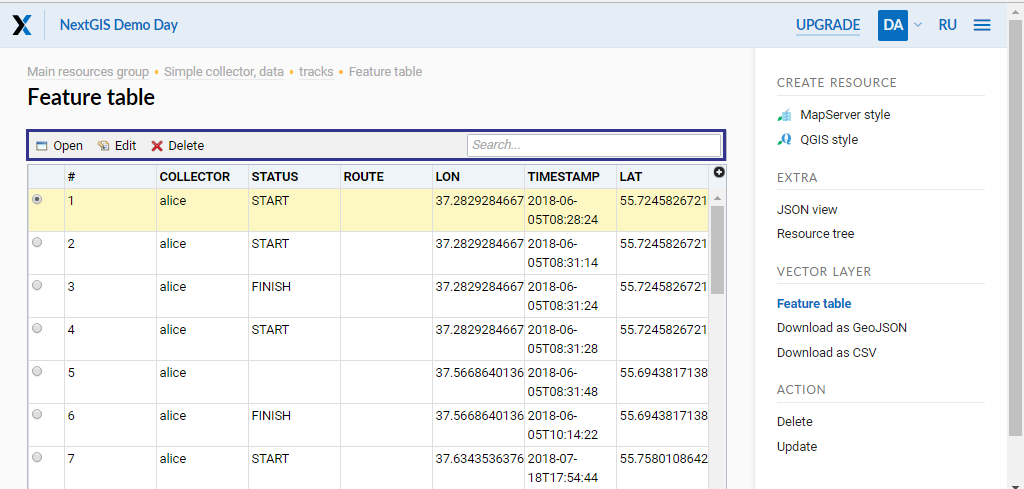 NextGIS Demo Day
UPGRADE
DA
RU
Main resources group • Simple collector, data • tracks • Feature table
Feature table
Open Edit Delete Search...
# COLLECTOR STATUS ROUTE LON TIMESTAMP LAT
1 alice START 37.2829284667 2018-06- 55.7245826721
05T08:28:24
2 alice START 37.2829284667 2018-06- 55.7245826721
05T08:31:14
3 alice FINISH 37.2829284667 2018-06- 55.7245826721
05T08:31:24
4 alice START 37.2829284667 2018-06- 55.7245826721
05T08:31:28
5 alice 37.5668640136 2018-06- 55.6943817138
05T08:31:48
6 alice FINISH 37.5668640136 2018-06- 55.6943817138
05T10:14:22
7 alice START 37.6343536376 2018-07- 55.7580108642
18T17:54:44
CREATE RESOURCE
MapServer style
QGIS style
EXTRA
JSON view
Resource tree
VECTOR LAYER
Feature table
Download as GeoJSON
Download as CSV
ACTION
Delete
Update